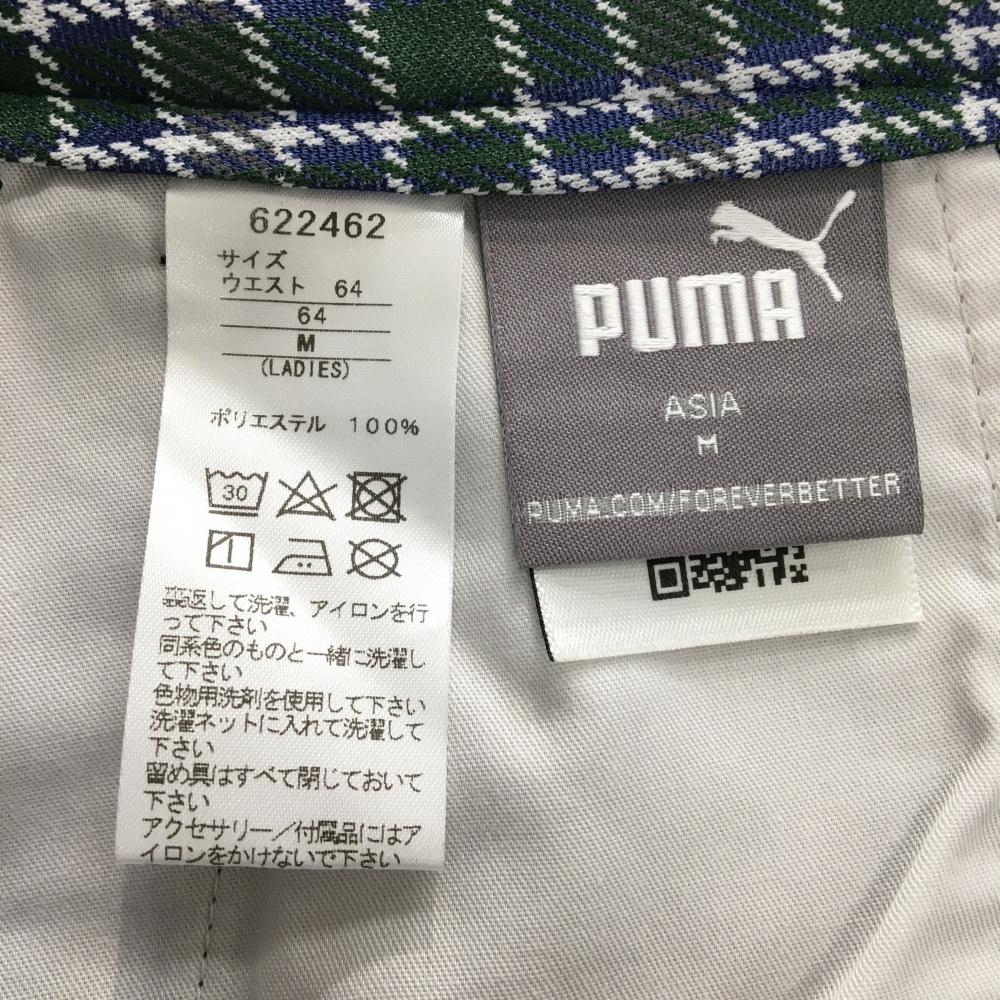 622462
サイズ
ウエスト 64
64
M
(LADIES)
ポリエステル 100%
30
裏返して洗濯、アイロンを行
って下さい
同系色のものと一緒に洗濯し
て下さい
色物用洗剤を使用して下さい
洗濯ネットに入れて洗濯して
下さい
留め具はすべて閉じておいて
下さい
アクセサリー/付属品にはア
イロンをかけないで下さい
PUMA
ASIA
M
PUMA.COM/FOREVERBETTER